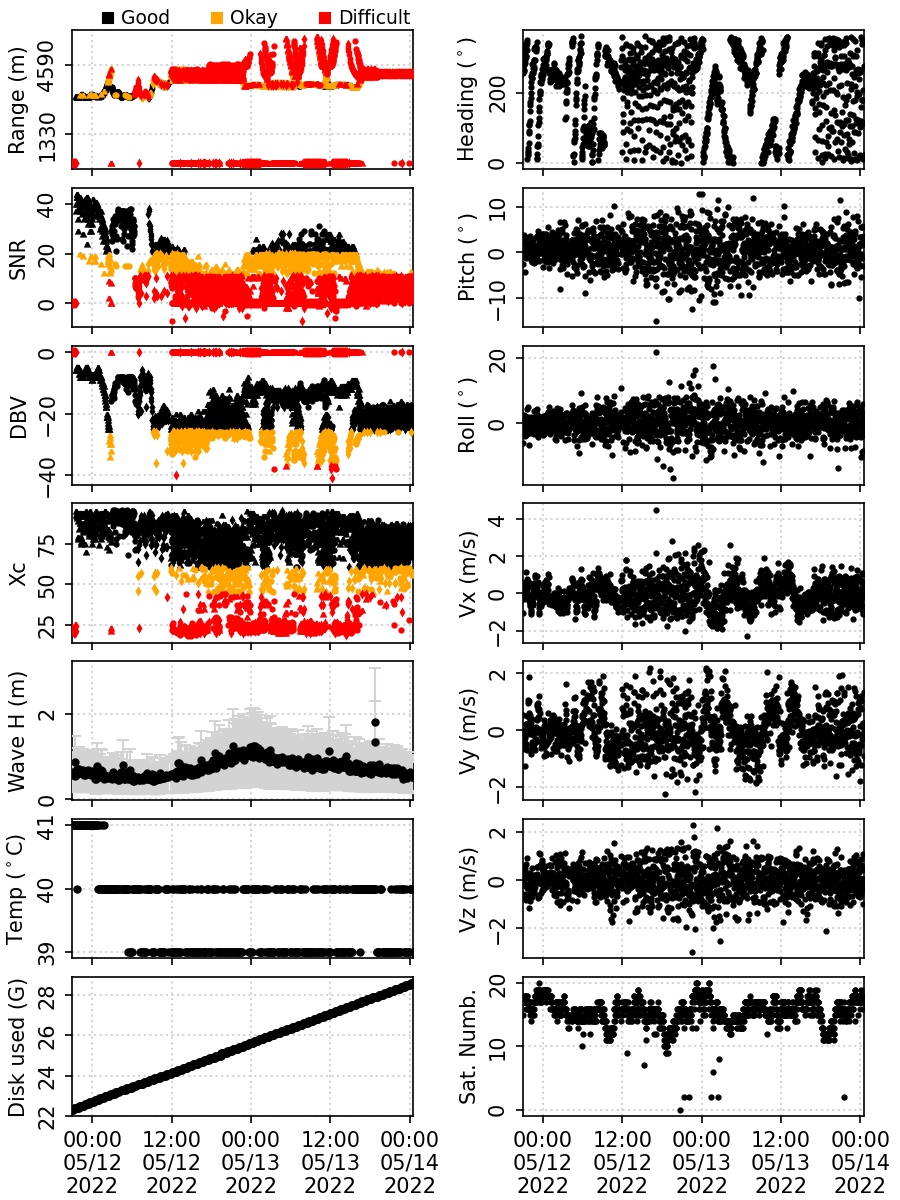 Good Okay Difficult
Range (m)
4590
1330
Heading (°)
200
0
SNR
40
20
0
Pitch (°)
10
0
−10
DBV
0
−20
−40
Roll (°)
20
0
Xc
75
50
25
Vx (m/s)
4
2
0
−2
Wave H (m)
2
0
Vy (m/s)
2
0
−2
Temp (°C)
41
40
39
Vz (m/s)
2
0
−2
Disk used (G)
28
26
24
22
Sat. Numb.
20
10
0
00:00 12:00 00:00 12:00 00:00
05/12 05/12 05/13 05/13 05/14
2022 2022 2022 2022 2022
00:00 12:00 00:00 12:00 00:00
05/12 05/12 05/13 05/13 05/14
2022 2022 2022 2022 2022